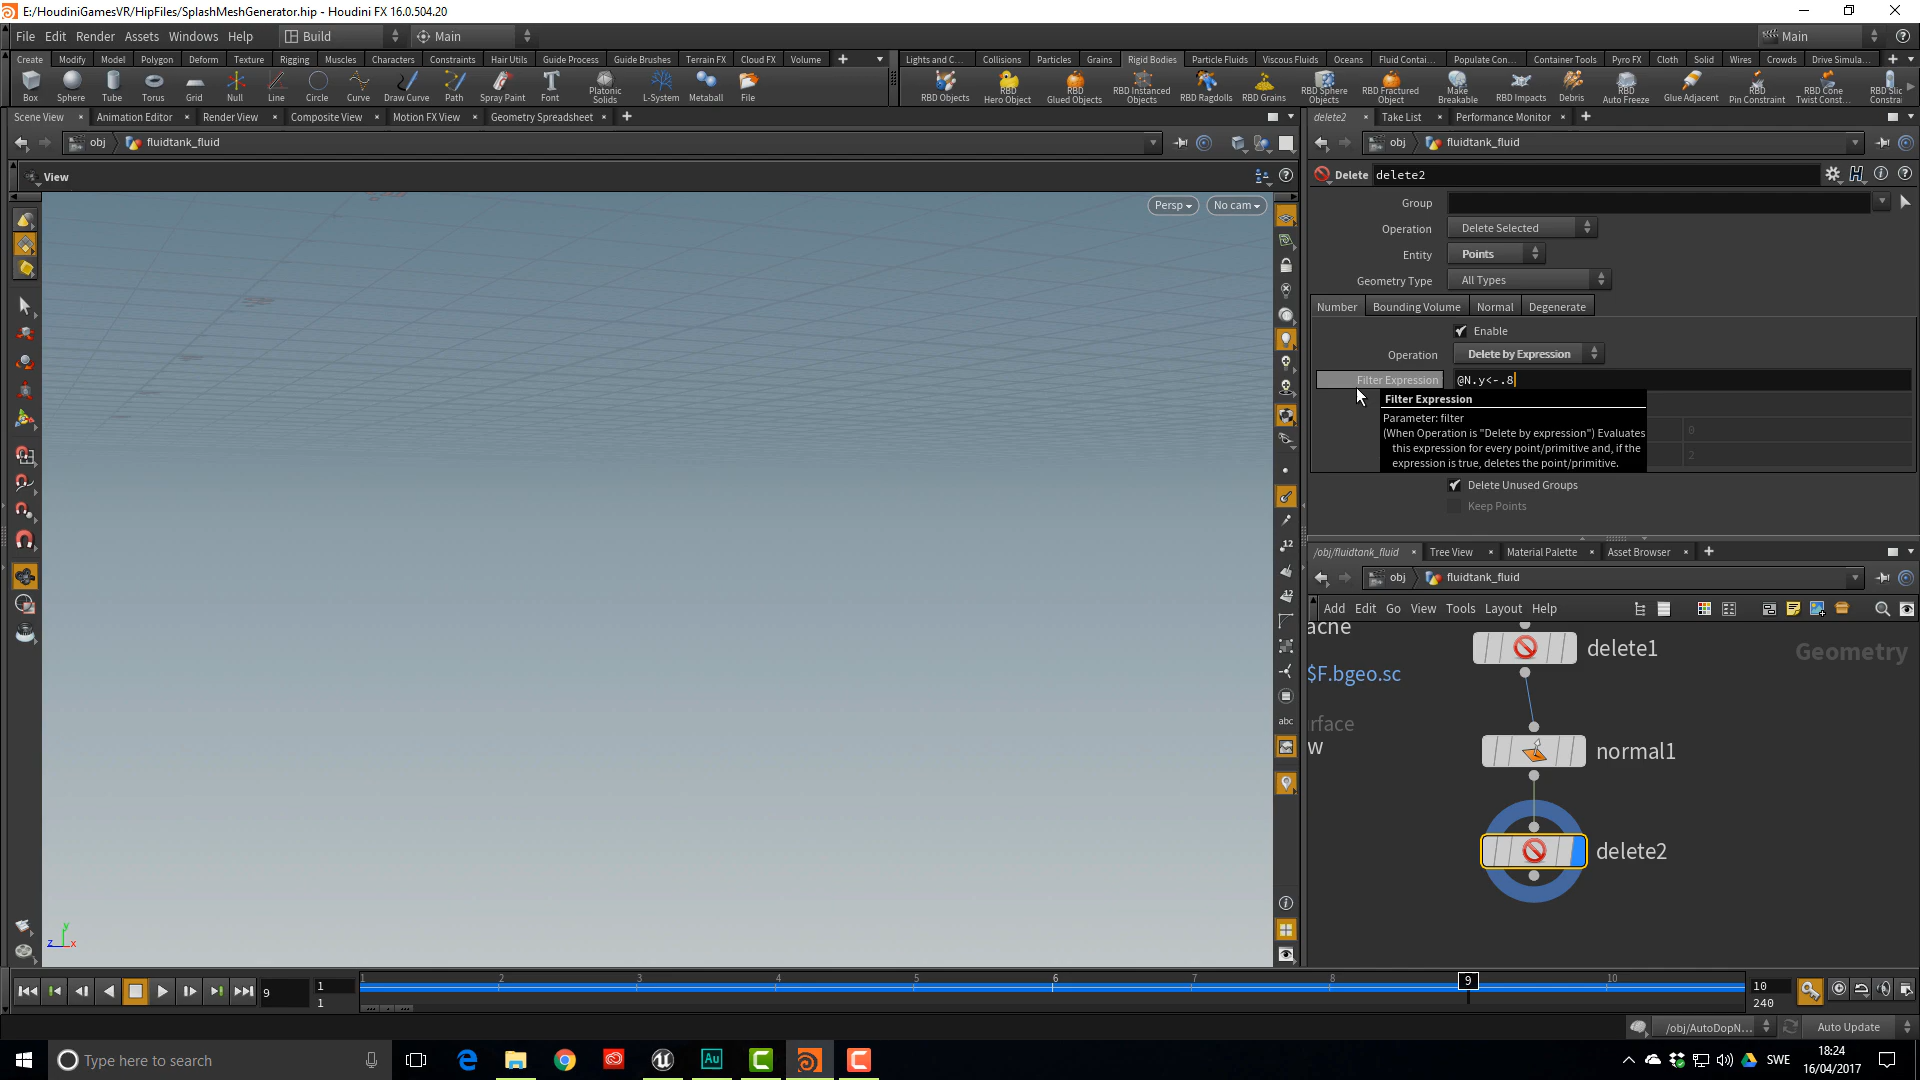 E:/HoudiniGamesVR/HipFiles/SplashMeshGenerator.hip - Houdini FX 16.0.504.20
File Edit Render Assets Windows Help Build Main Main
Create Modify Model Polygon Deform Texture Rigging Muscles Characters Constraints Hair Utils Guide Process Guide Brushes Terrain FX Cloud FX Volume
Lights and C... Collisions Particles Grains Rigid Bodies Particle Fluids Viscous Fluids Oceans Fluid Contai... Populate Con... Container Tools Pyro FX Cloth Solid Wires Crowds Drive Simula...
Box Sphere Tube Torus Grid Null Line Circle Curve Draw Curve Path Spray Paint Font Platonic Solids L-System Metaball File
RBD Objects RBD Hero Object RBD Glued Objects RBD Instanced Objects RBD Ragdolls RBD Grains RBD Sphere Objects RBD Fractured Object Make Breakable RBD Impacts Debris RBD Auto Freeze Glue Adjacent RBD Pin Constraint RBD Cone Twist Const... RBD Slic Constrai
Scene View Animation Editor Render View Composite View Motion FX View Geometry Spreadsheet
delete2 Take List Performance Monitor
obj fluidtank_fluid
obj fluidtank_fluid
View
Persp No cam
Delete delete2
Group
Operation Delete Selected
Entity Points
Geometry Type All Types
Number Bounding Volume Normal Degenerate
Enable
Operation Delete by Expression
Filter Expression @N.y<-.8
Filter Expression
Parameter: filter
(When Operation is "Delete by expression") Evaluates
this expression for every point/primitive and, if the
expression is true, deletes the point/primitive.
0
2
Delete Unused Groups
Keep Points
/obj/fluidtank_fluid Tree View Material Palette Asset Browser
obj fluidtank_fluid
Add Edit Go View Tools Layout Help
ache
delete1
Geometry
$F.bgeo.sc
rface
w
normal1
delete2
12
12
abc
y
z x
9
1
1
1 2 3 4 5 6 7 8 9 10
10
240
/obj/AutoDopN... Auto Update
Type here to search
SWE
18:24
16/04/2017